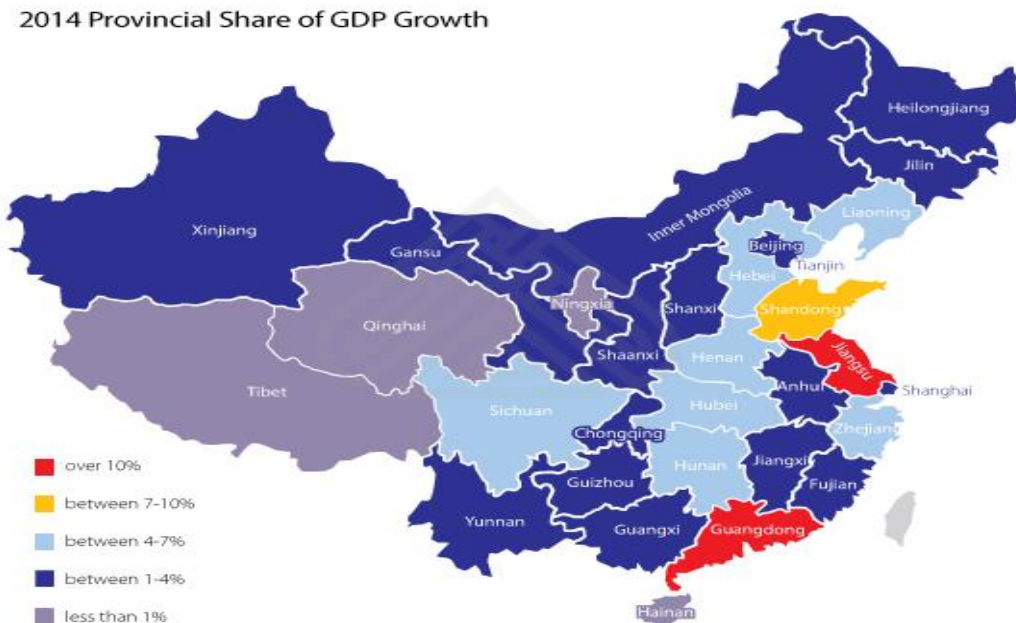 2014 Provincial Share of GDP Growth
Heilongjiang
Jilin
Inner Mongolia
Liaoning
Xinjiang
Gansu
Beijing
Tianjin
Hebei
Ningxia
Shanxi
Shandong
Qinghai
Shaanxi
Henan
Jiangsu
Tibet
Anhui
Shanghai
Sichuan
Hubei
Zhejiang
Chongqing
Hunan
Jiangxi
Guizhou
Fujian
Yunnan
Guangxi
Guangdong
Hainan
over 10%
between 7-10%
between 4-7%
between 1-4%
less than 1%